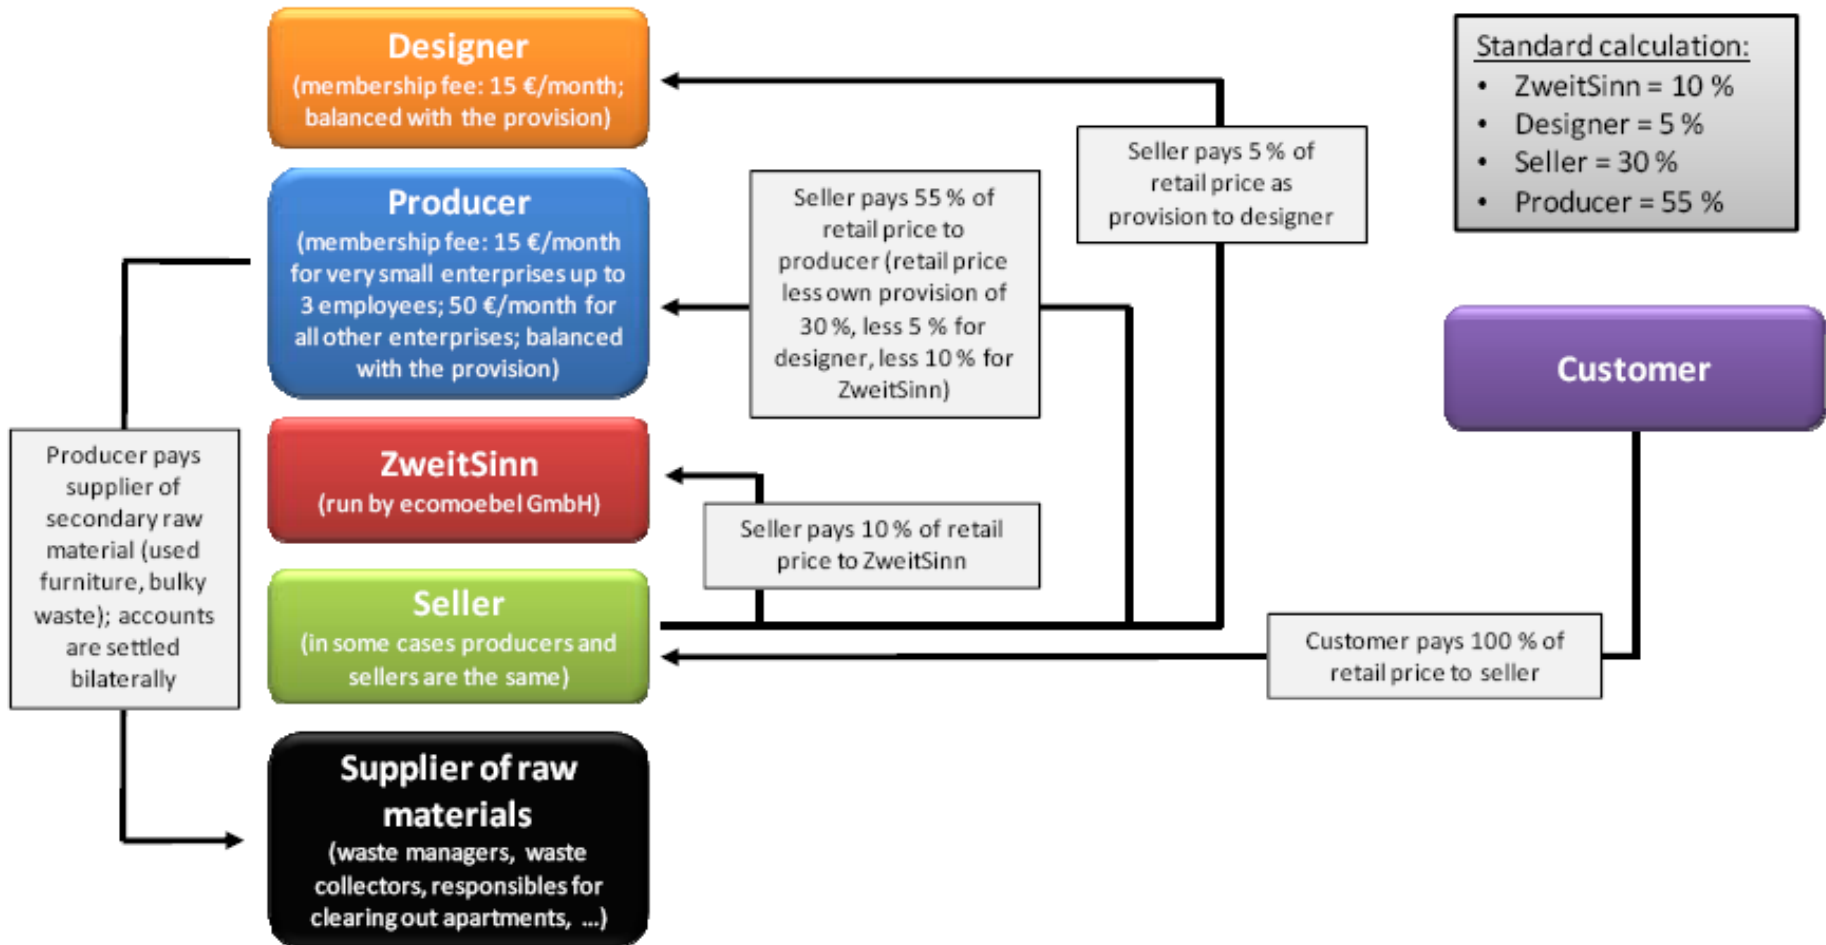 Designer
(membership fee: 15 €/month;
balanced with the provision)
Producer
(membership fee: 15 €/month
for very small enterprises up to
3 employees; 50 €/month for
all other enterprises; balanced
with the provision)
ZweitSinn
(run by ecomoebel GmbH)
Seller
(in some cases producers and
sellers are the same)
Supplier of raw
materials
(waste managers, waste
collectors, responsibles for
clearing out apartments, ...)
Producer pays
supplier of
secondary raw
material (used
furniture, bulky
waste); accounts
are settled
bilaterally
Seller pays 55 % of
retail price to
producer (retail price
less own provision of
30 %, less 5 % for
designer, less 10 % for
ZweitSinn)
Seller pays 10 % of retail
price to ZweitSinn
Seller pays 5 % of
retail price as
provision to designer
Customer pays 100 % of
retail price to seller
Standard calculation:
• ZweitSinn = 10 %
• Designer = 5 %
• Seller = 30 %
• Producer = 55 %
Customer